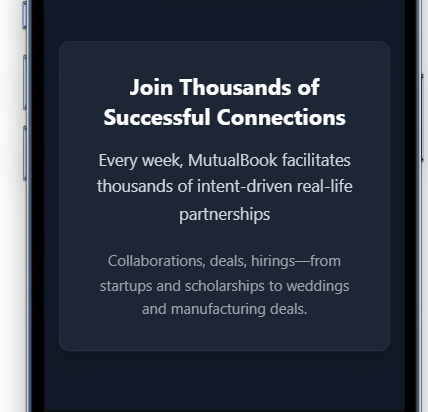 Join Thousands of
Successful Connections
Every week, MutualBook facilitates
thousands of intent-driven real-life
partnerships
Collaborations, deals, hirings—from
startups and scholarships to weddings
and manufacturing deals.